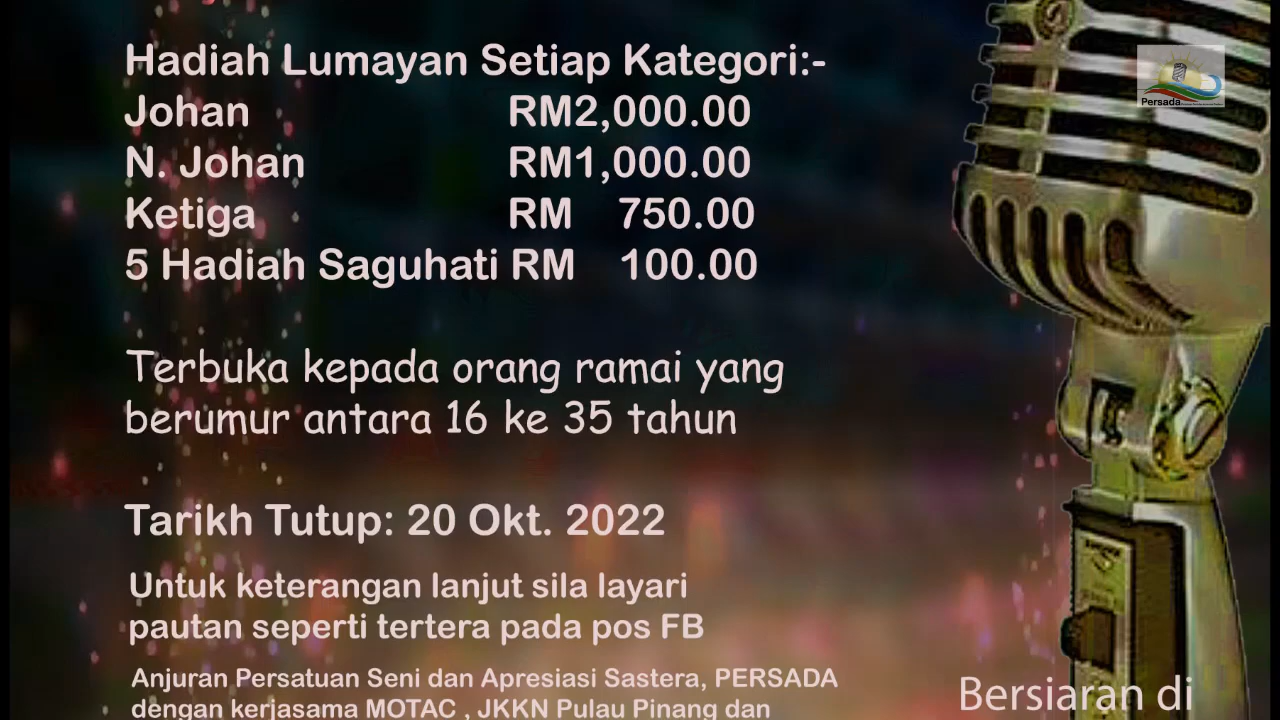 Hadiah Lumayan Setiap Kategori:-
Johan RM2,000.00
N. Johan RM1,000.00
Ketiga RM 750.00
5 Hadiah Saguhati RM 100.00
Terbuka kepada orang ramai yang
berumur antara 16 ke 35 tahun
Tarikh Tutup: 20 Okt. 2022
Untuk keterangan lanjut sila layari
pautan seperti tertera pada pos FB
Anjuran Persatuan Seni dan Apresiasi Sastera, PERSADA
dengan kerjasama MOTAC , JKKN Pulau Pinang dan
Persada
Bersiaran di